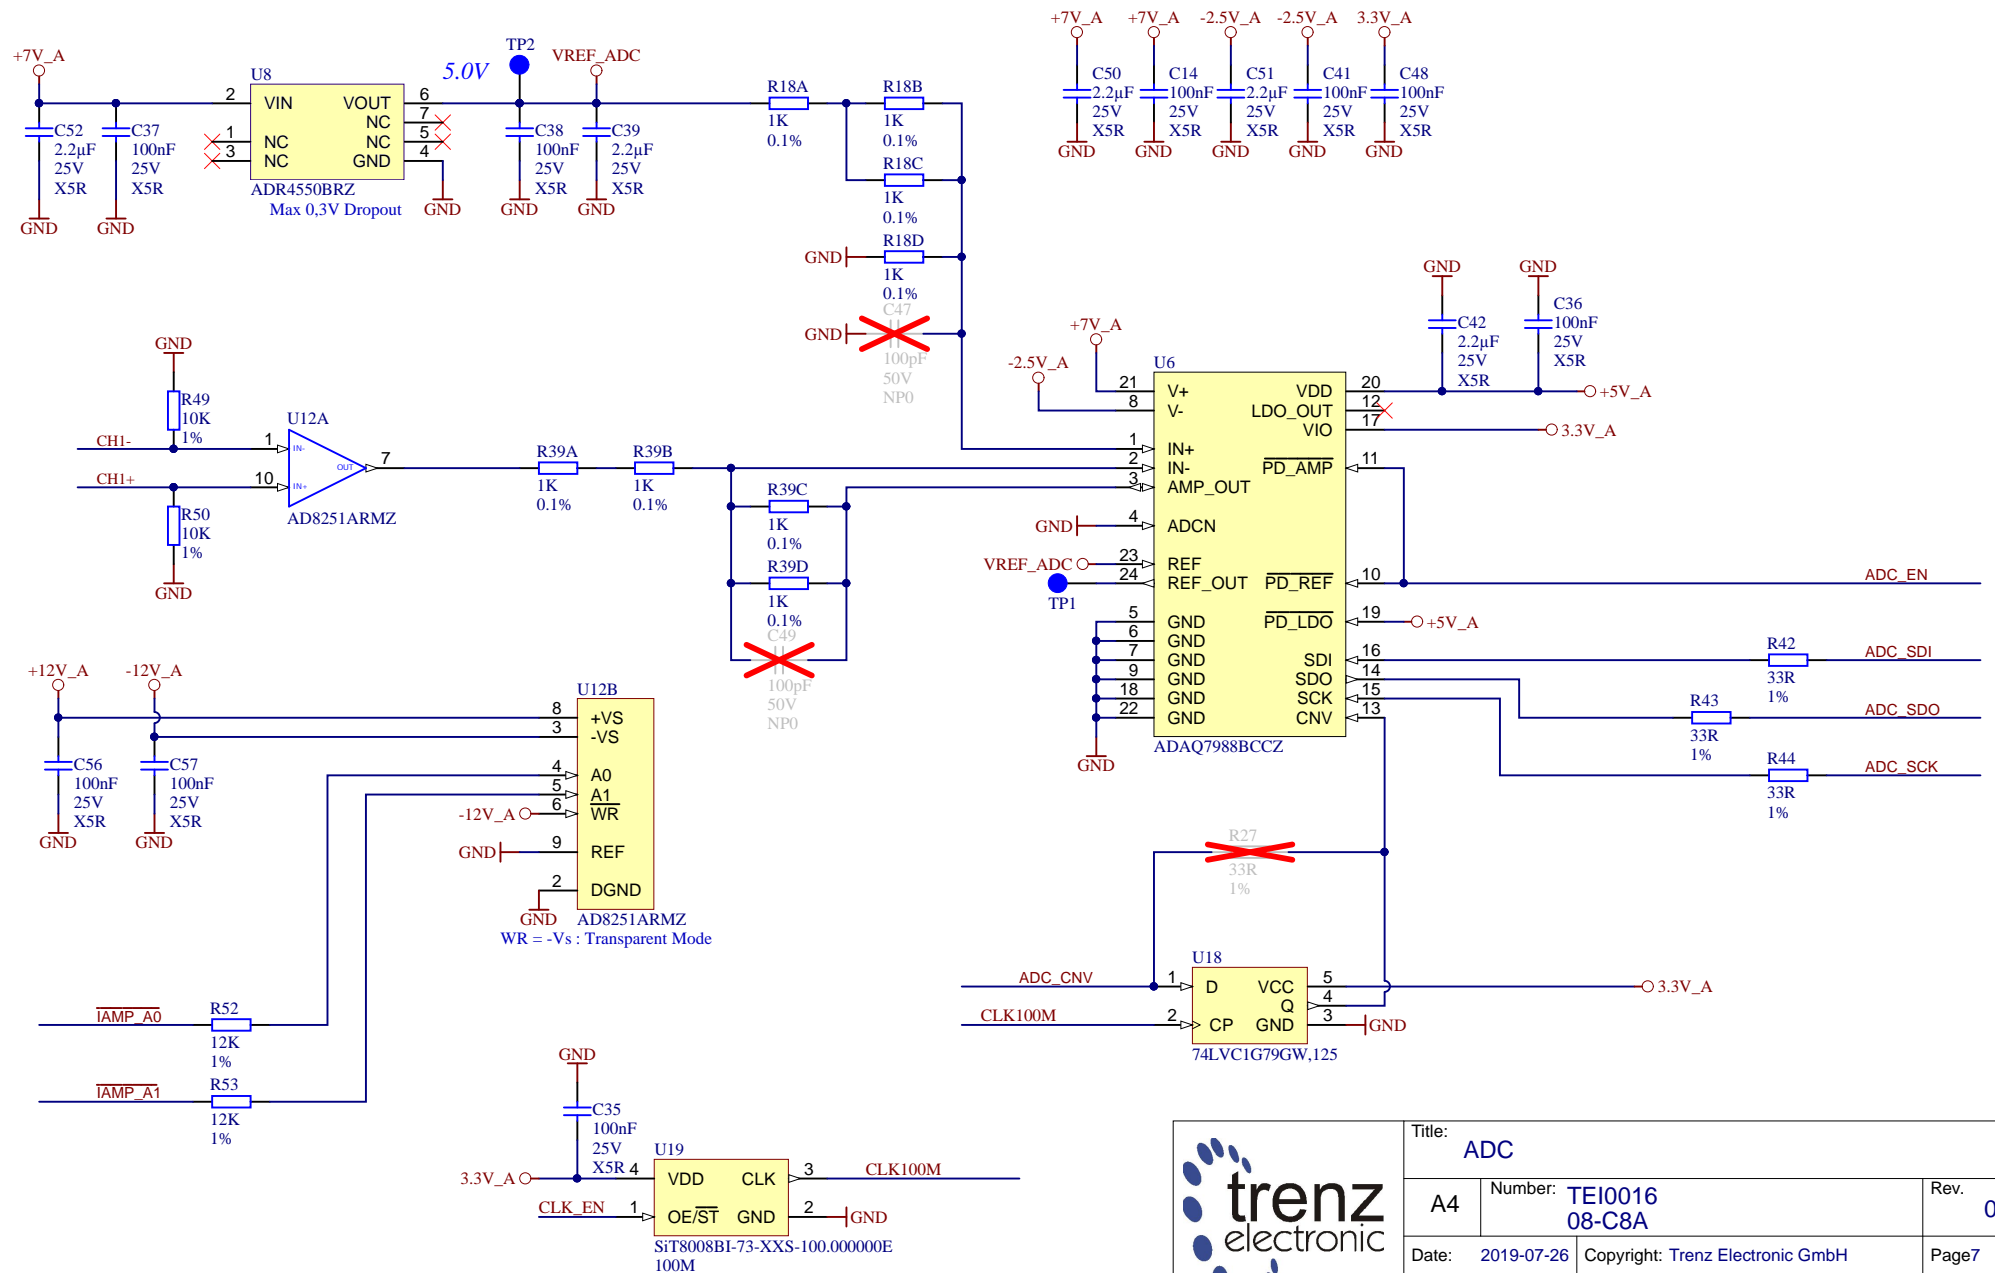 +7V_A
U8
2
VIN
VOUT
6
NC
7
1
NC
NC
5
3
NC
GND
4
ADR4550BRZ
Max 0,3V Dropout
C52
2.2µF
25V
X5R
GND
C37
100nF
25V
X5R
GND
GND
5.0V
TP2
VREF_ADC
C38
100nF
25V
X5R
GND
C39
2.2µF
25V
X5R
GND
R18A
1K
0.1%
R18B
1K
0.1%
R18C
1K
0.1%
R18D
GND
1K
0.1%
C47
GND
100pF
50V
NP0
+7V_A
C50
2.2µF
25V
X5R
GND
+7V_A
C14
100nF
25V
X5R
GND
-2.5V_A
C51
2.2µF
25V
X5R
GND
-2.5V_A
C41
100nF
25V
X5R
GND
3.3V_A
C48
100nF
25V
X5R
GND
GND
R49
10K
1%
CH1-
CH1+
R50
10K
1%
GND
U12A
1
IN-
OUT
7
10
IN+
AD8251ARMZ
R39A
1K
0.1%
R39B
1K
0.1%
R39C
1K
0.1%
R39D
1K
0.1%
C49
100pF
50V
NP0
GND
C42
2.2µF
25V
X5R
GND
C36
100nF
25V
X5R
+7V_A
-2.5V_A
U6
21
V+
VDD
20
+5V_A
8
V-
LDO_OUT
12
VIO
17
3.3V_A
1
IN+
2
IN-
PD_AMP
11
3
AMP_OUT
GND
4
ADCN
VREF_ADC
23
REF
24
REF_OUT
PD_REF
10
ADC_EN
TP1
5
GND
PD_LDO
19
+5V_A
6
GND
7
GND
SDI
16
R42
33R
1%
ADC_SDI
9
GND
SDO
14
R43
33R
1%
ADC_SDO
18
GND
SCK
15
R44
33R
1%
ADC_SCK
22
GND
CNV
13
GND
ADAQ7988BCCZ
+12V_A
-12V_A
C56
100nF
25V
X5R
GND
C57
100nF
25V
X5R
GND
U12B
8
+VS
3
-VS
4
A0
5
A1
-12V_A
6
WR
GND
9
REF
2
DGND
GND
AD8251ARMZ
WR = -Vs : Transparent Mode
IAMP_A0
R52
12K
1%
IAMP_A1
R53
12K
1%
R27
33R
1%
U18
ADC_CNV
1
D
VCC
5
3.3V_A
Q
4
CLK100M
2
CP
GND
3
GND
74LVC1G79GW,125
GND
C35
100nF
25V
X5R
U19
3.3V_A
4
VDD
CLK
3
CLK100M
CLK_EN
1
OE/ST
GND
2
GND
SiT8008BI-73-XXS-100.000000E
100M
trenz
electronic
Title:
ADC
A4
Number: TEI0016
08-C8A
Rev.
0
Date: 2019-07-26
Copyright: Trenz Electronic GmbH
Page7